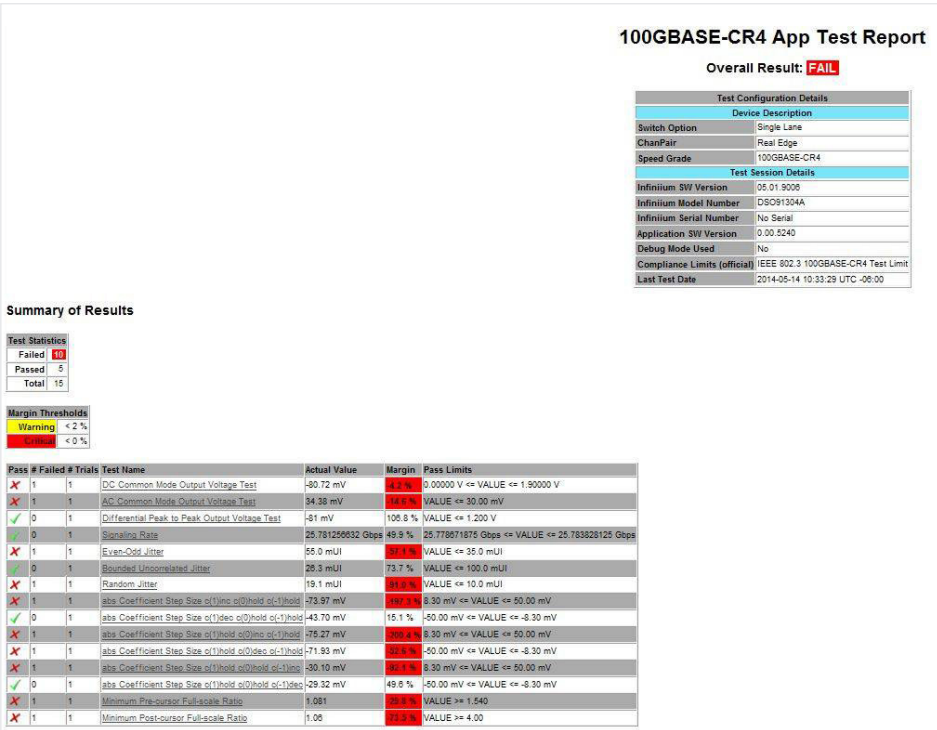 100GBASE-CR4 App Test Report
Overall Result: FAIL
Test Configuration Details
Device Description
Switch Option Single Lane
ChanPair Real Edge
Speed Grade 100GBASE-CR4
Test Session Details
Infiniium SW Version 05.01.9006
Infiniium Model Number DSO91304A
Infiniium Serial Number No Serial
Application SW Version 0.00.5240
Debug Mode Used No
Compliance Limits (official) IEEE 802.3 100GBASE-CR4 Test Limit
Last Test Date 2014-05-14 10:33:29 UTC -06:00
Summary of Results
Test Statistics
Failed 10
Passed 5
Total 15
Margin Thresholds
Warning < 2 %
Critical < 0 %
Pass # Failed # Trials Test Name Actual Value Margin Pass Limits
1 1 DC Common Mode Output Voltage Test -80.72 mV -4.2 % 0.00000 V <= VALUE <= 1.90000 V
1 1 AC Common Mode Output Voltage Test 34.38 mV -14.6 % VALUE <= 30.00 mV
0 1 Differential Peak to Peak Output Voltage Test -81 mV 106.8 % VALUE <= 1.200 V
0 1 Signaling Rate 25.781256632 Gbps 49.9 % 25.778671875 Gbps <= VALUE <= 25.783828125 Gbps
1 1 Even-Odd Jitter 55.0 mUI -57.1 % VALUE <= 35.0 mUI
0 1 Bounded Uncorrelated Jitter 26.3 mUI 73.7 % VALUE <= 100.0 mUI
1 1 Random Jitter 19.1 mUI -91.0 % VALUE <= 10.0 mUI
1 1 abs Coefficient Step Size c(1)inc c(0)hold c(-1)hold -73.97 mV -197.3 % 8.30 mV <= VALUE <= 50.00 mV
0 1 abs Coefficient Step Size c(1)dec c(0)hold c(-1)hold -43.70 mV 15.1 % -50.00 mV <= VALUE <= -8.30 mV
1 1 abs Coefficient Step Size c(1)hold c(0)inc c(-1)hold -75.27 mV -200.4 % 8.30 mV <= VALUE <= 50.00 mV
1 1 abs Coefficient Step Size c(1)hold c(0)dec c(-1)hold -71.93 mV -52.6 % -50.00 mV <= VALUE <= -8.30 mV
1 1 abs Coefficient Step Size c(1)hold c(0)hold c(-1)inc -30.10 mV -92.1 % 8.30 mV <= VALUE <= 50.00 mV
0 1 abs Coefficient Step Size c(1)hold c(0)hold c(-1)dec -29.32 mV 49.6 % -50.00 mV <= VALUE <= -8.30 mV
1 1 Minimum Pre-cursor Full-scale Ratio 1.081 -29.8 % VALUE >= 1.540
1 1 Minimum Post-cursor Full-scale Ratio 1.06 -73.5 % VALUE >= 4.00